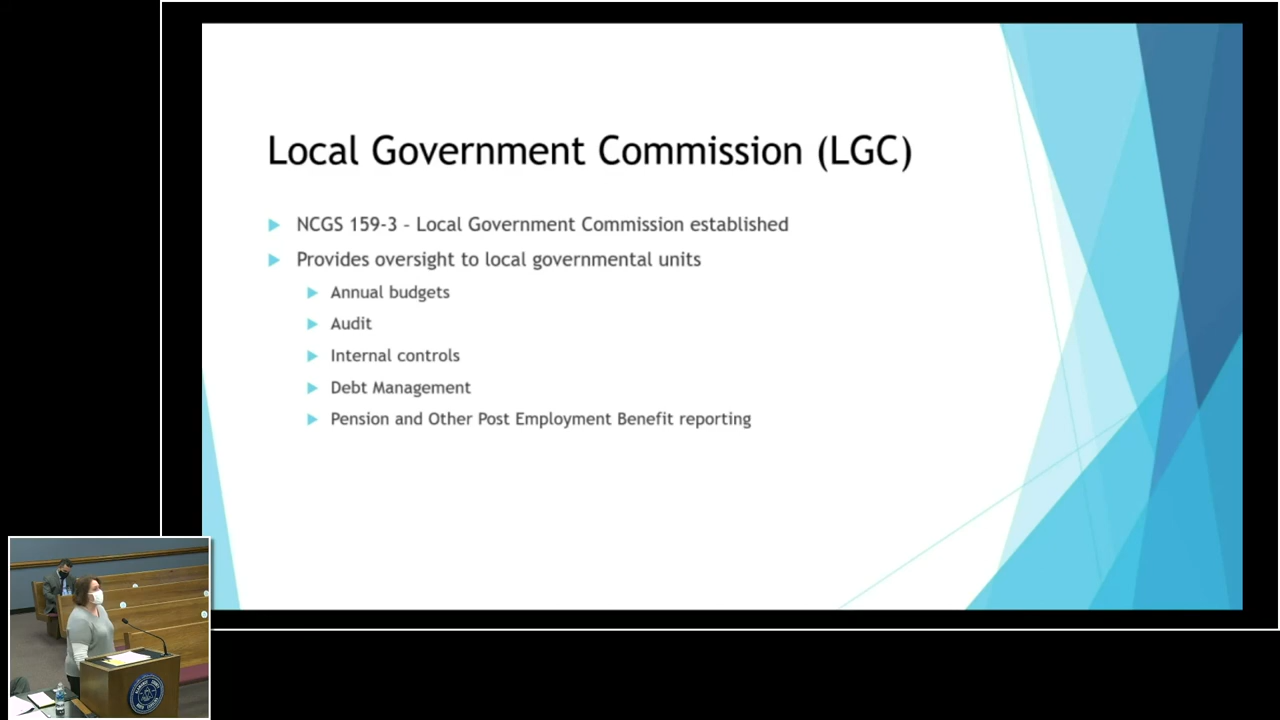 Local Government Commission (LGC)
NCGS 159-3 – Local Government Commission established
Provides oversight to local governmental units
Annual budgets
Audit
Internal controls
Debt Management
Pension and Other Post Employment Benefit reporting